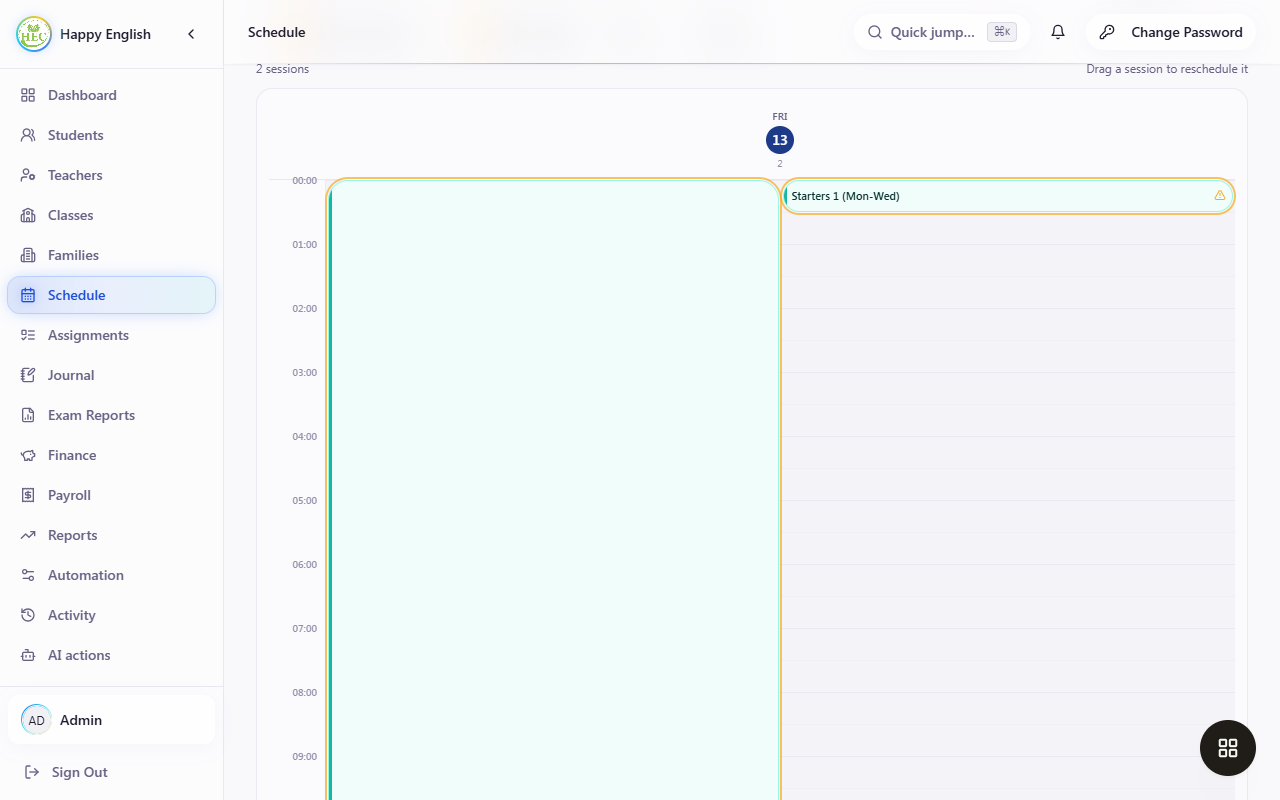 HEC
Happy English
Schedule
Quick jump...
⌘K
Change Password
2 sessions
Drag a session to reschedule it
Dashboard
Students
Teachers
Classes
Families
Schedule
Assignments
Journal
Exam Reports
Finance
Payroll
Reports
Automation
Activity
AI actions
AD
Admin
Sign Out
FRI
13
2
00:00
Starters 1 (Mon-Wed)
01:00
02:00
03:00
04:00
05:00
06:00
07:00
08:00
09:00